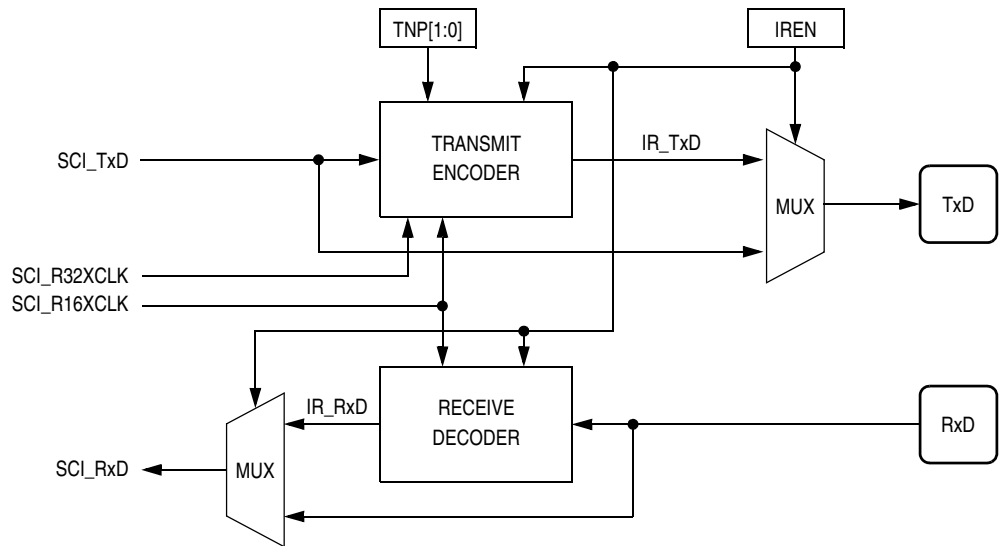 TNP[1:0]
IREN
TRANSMIT
ENCODER
IR_TxD
SCI_TxD
MUX
TxD
SCI_R32XCLK
SCI_R16XCLK
IR_RxD
RECEIVE
DECODER
RxD
SCI_RxD
MUX